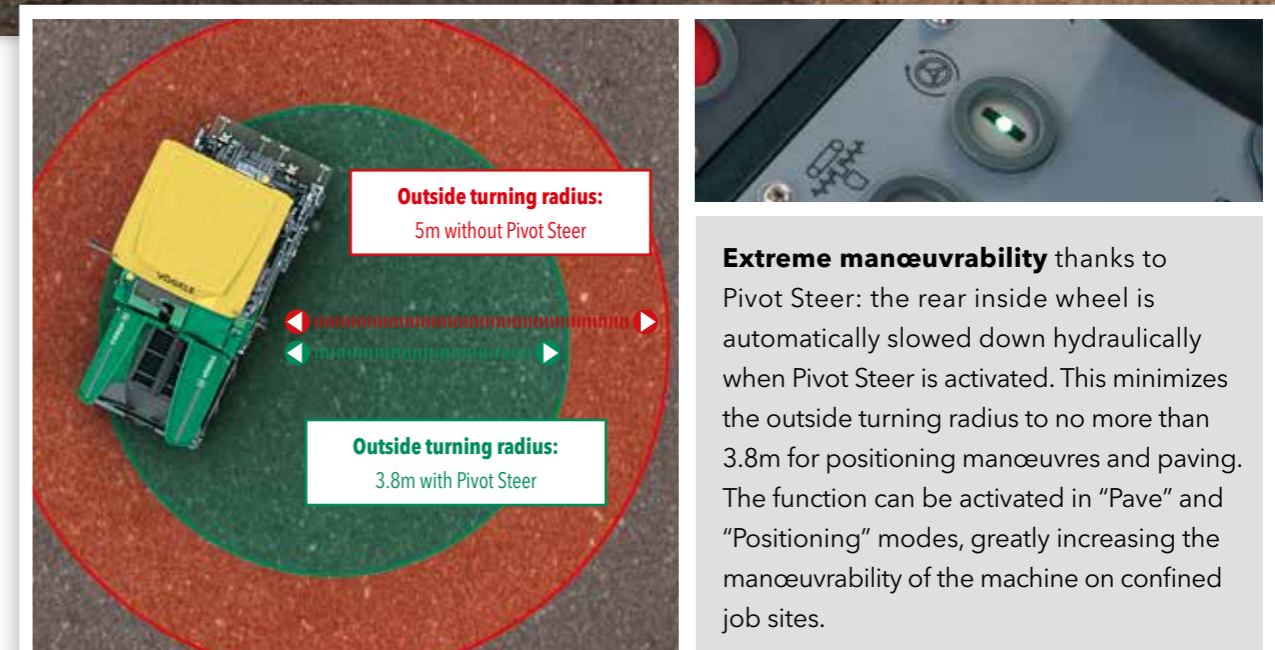 VÖGELE
Outside turning radius:
5m without Pivot Steer
Outside turning radius:
3.8m with Pivot Steer
Extreme manœuvrability thanks to
Pivot Steer: the rear inside wheel is
automatically slowed down hydraulically
when Pivot Steer is activated. This minimizes
the outside turning radius to no more than
3.8m for positioning manœuvres and paving.
The function can be activated in “Pave” and
“Positioning” modes, greatly increasing the
manœuvrability of the machine on confined
job sites.